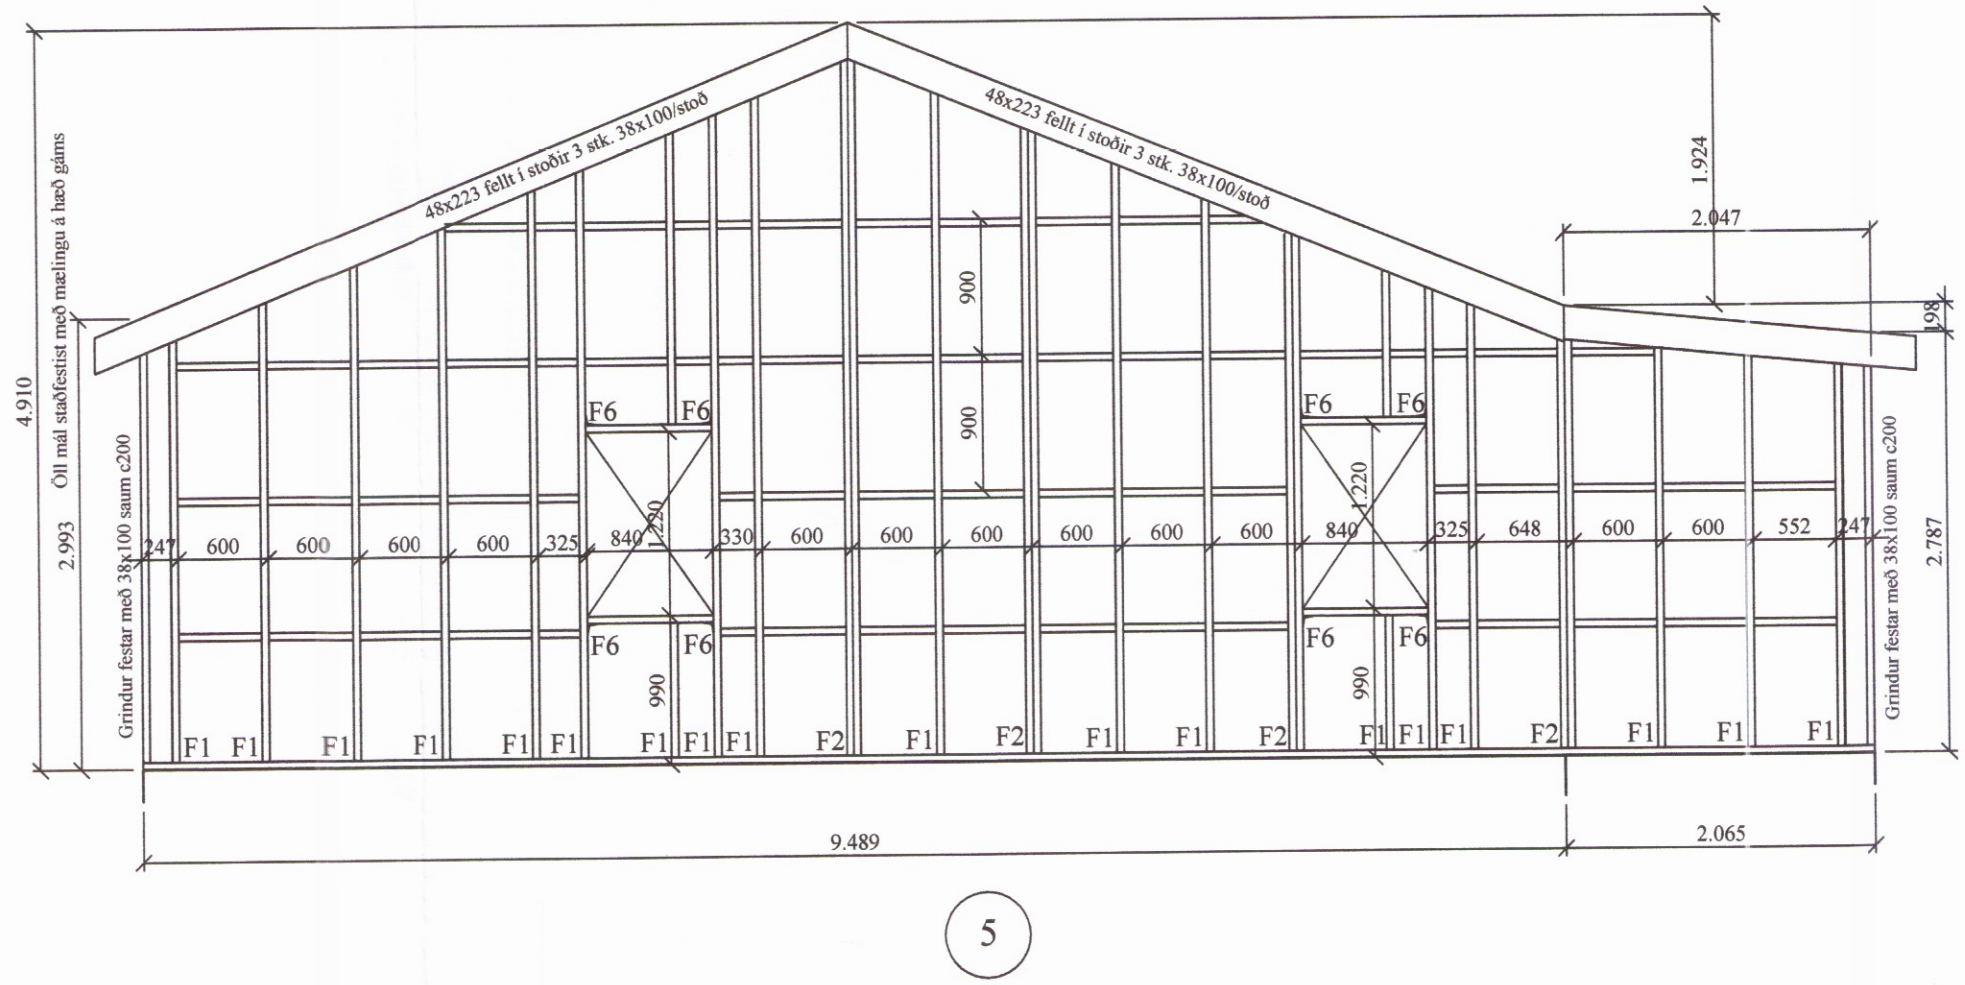 48x223 fellt í stoðir 3 stk. 38x100/stoð
48x223 fellt í stoðir 3 stk. 38x100/stoð
1.924
2.047
198
4.910
Öll mál staðfestist með mælingu á hæð gáms
2.993
Grindur festar með 38x100 saum c200
900
900
F6 F6
F6 F6
1.220
1.220
247 600 600 600 600 325 840 330 600 600 600 600 600 600 840 325 648 600 600 552 247
F6 F6
F6 F6
990
990
Grindur festar með 38x100 saum c200
2.787
F1 F1 F1 F1 F1 F1 F1 F1 F1 F2 F1 F2 F1 F1 F2 F1 F1 F1 F2 F1 F1 F1
9.489
2.065
5